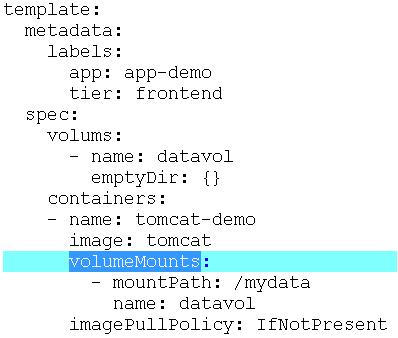 template:
  metadata:
    labels:
      app: app-demo
      tier: frontend
  spec:
    volums:
      - name: datavol
        emptyDir: {}
    containers:
    - name: tomcat-demo
      image: tomcat
      volumeMounts:
        - mountPath: /mydata
          name: datavol
      imagePullPolicy: IfNotPresent